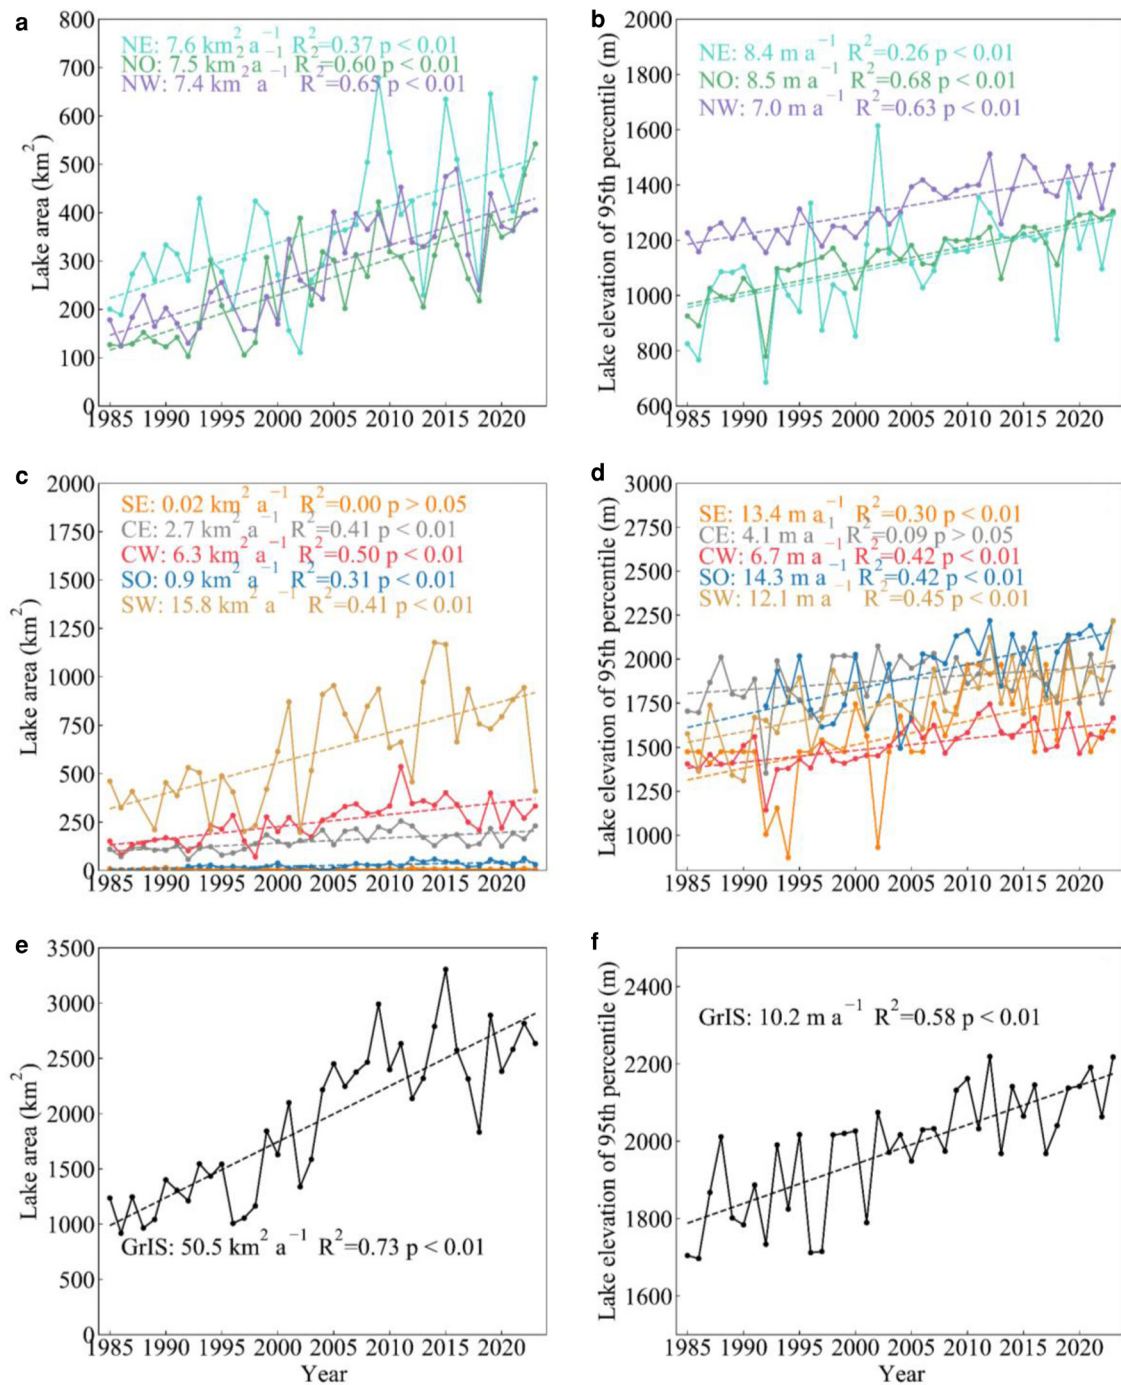 a
800
700
600
500
400
300
200
100
0
Lake area (km²)
NE: 7.6 km² a⁻¹ R²=0.37 p < 0.01
NO: 7.5 km² a⁻¹ R²=0.60 p < 0.01
NW: 7.4 km² a⁻¹ R²=0.65 p < 0.01
1985 1990 1995 2000 2005 2010 2015 2020
b
2000
1800
1600
1400
1200
1000
800
600
Lake elevation of 95th percentile (m)
NE: 8.4 m a⁻¹ R²=0.26 p < 0.01
NO: 8.5 m a⁻¹ R²=0.68 p < 0.01
NW: 7.0 m a⁻¹ R²=0.63 p < 0.01
1985 1990 1995 2000 2005 2010 2015 2020
c
2000
1750
1500
1250
1000
750
500
250
0
Lake area (km²)
SE: 0.02 km² a⁻¹ R²=0.00 p > 0.05
CE: 2.7 km² a⁻¹ R²=0.41 p < 0.01
CW: 6.3 km² a⁻¹ R²=0.50 p < 0.01
SO: 0.9 km² a⁻¹ R²=0.31 p < 0.01
SW: 15.8 km² a⁻¹ R²=0.41 p < 0.01
1985 1990 1995 2000 2005 2010 2015 2020
d
3000
2750
2500
2250
2000
1750
1500
1250
1000
Lake elevation of 95th percentile (m)
SE: 13.4 m a⁻¹ R²=0.30 p < 0.01
CE: 4.1 m a⁻¹ R²=0.09 p > 0.05
CW: 6.7 m a⁻¹ R²=0.42 p < 0.01
SO: 14.3 m a⁻¹ R²=0.42 p < 0.01
SW: 12.1 m a⁻¹ R²=0.45 p < 0.01
1985 1990 1995 2000 2005 2010 2015 2020
e
3500
3000
2500
2000
1500
1000
500
0
Lake area (km²)
GrIS: 50.5 km² a⁻¹ R²=0.73 p < 0.01
1985 1990 1995 2000 2005 2010 2015 2020
Year
f
2400
2200
2000
1800
1600
Lake elevation of 95th percentile (m)
GrIS: 10.2 m a⁻¹ R²=0.58 p < 0.01
1985 1990 1995 2000 2005 2010 2015 2020
Year